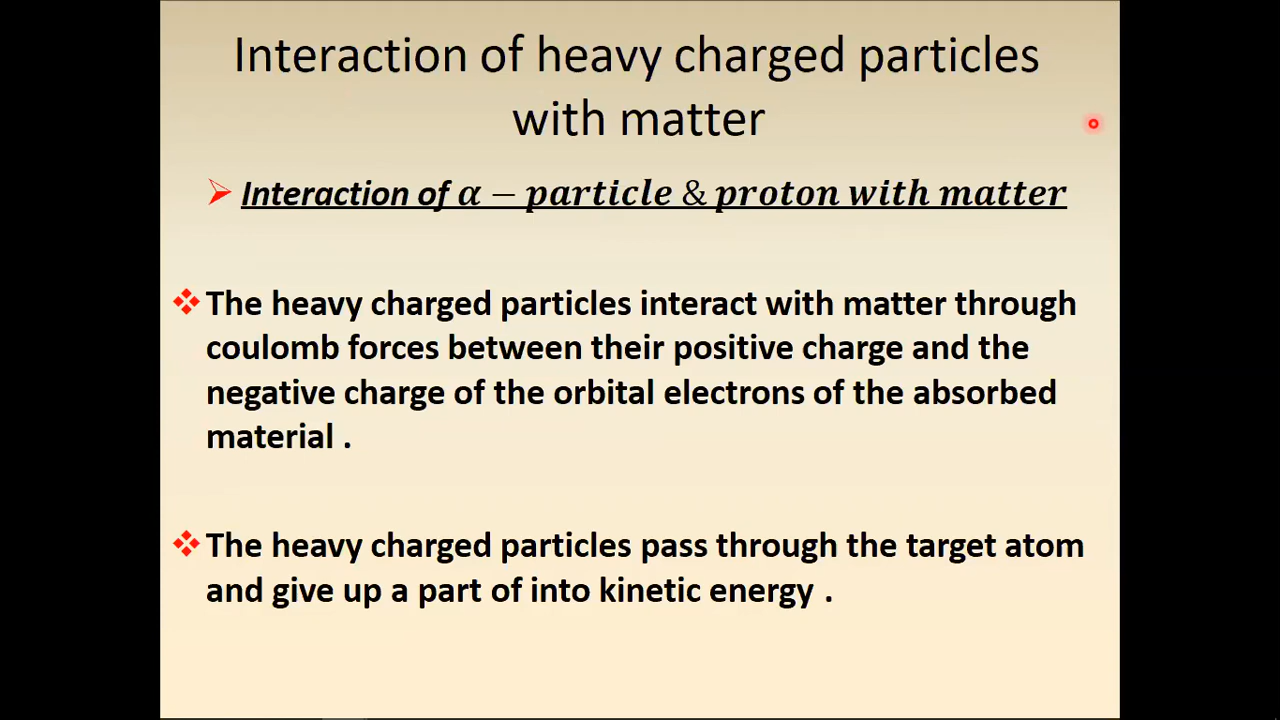 Interaction of heavy charged particles
with matter
Interaction of α − particle & proton with matter
The heavy charged particles interact with matter through
coulomb forces between their positive charge and the
negative charge of the orbital electrons of the absorbed
material .
The heavy charged particles pass through the target atom
and give up a part of into kinetic energy .